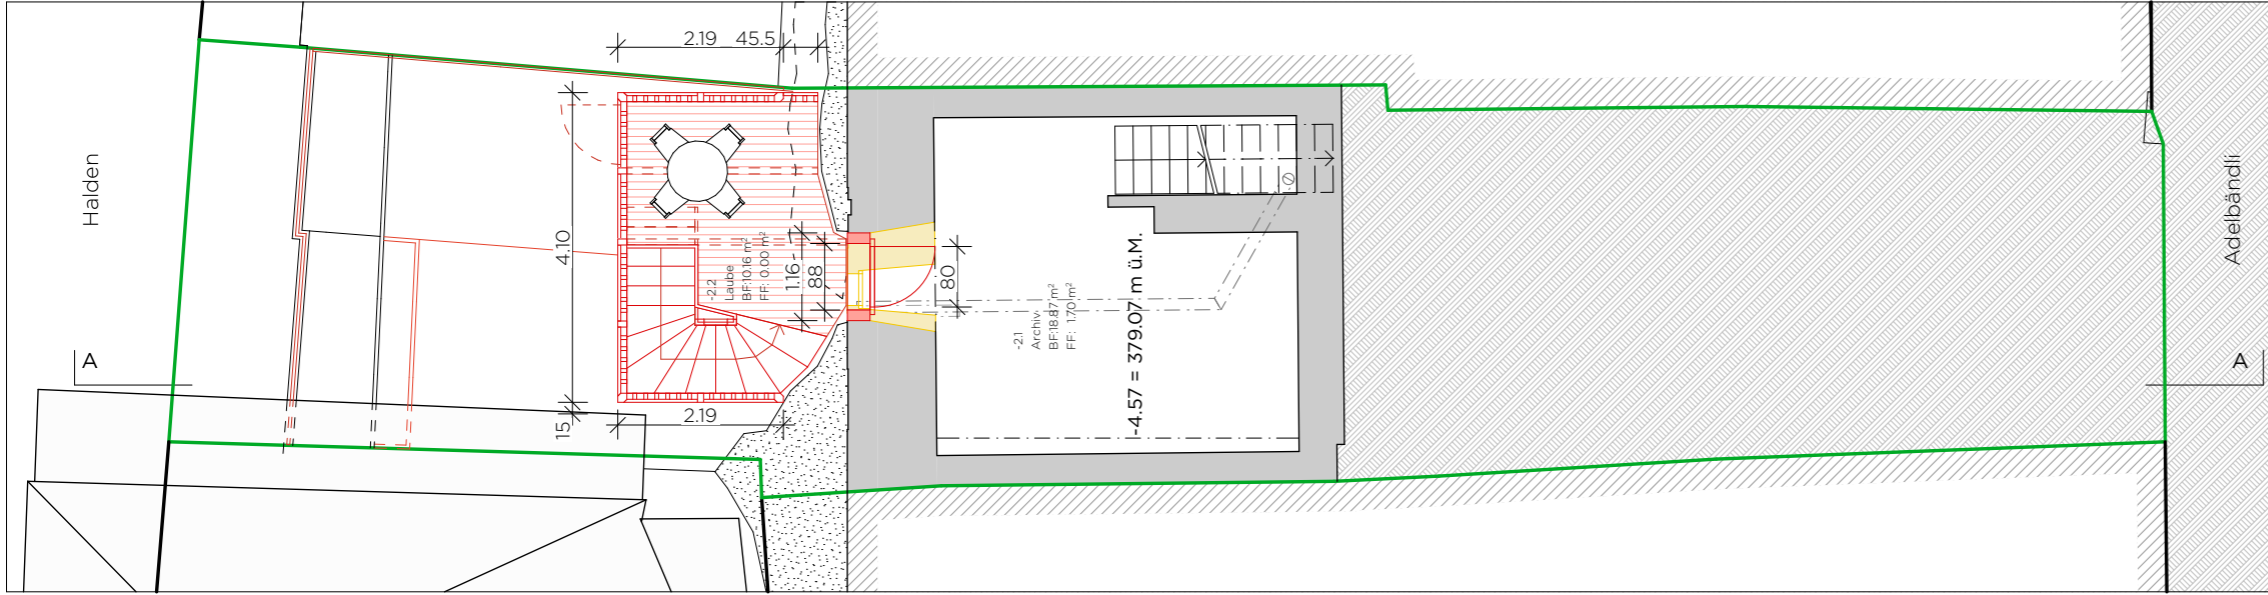 Halden
A
2.19
45.5
4.10
15
2.19
-2.2
Laube
BF:10.16 m²
FF: 0.00 m²
1.16
88
80
-2.1
Archiv
BF:18.87 m²
FF: 1.70 m²
-4.57 = 379.07 m ü.M.
Adelbändli
A